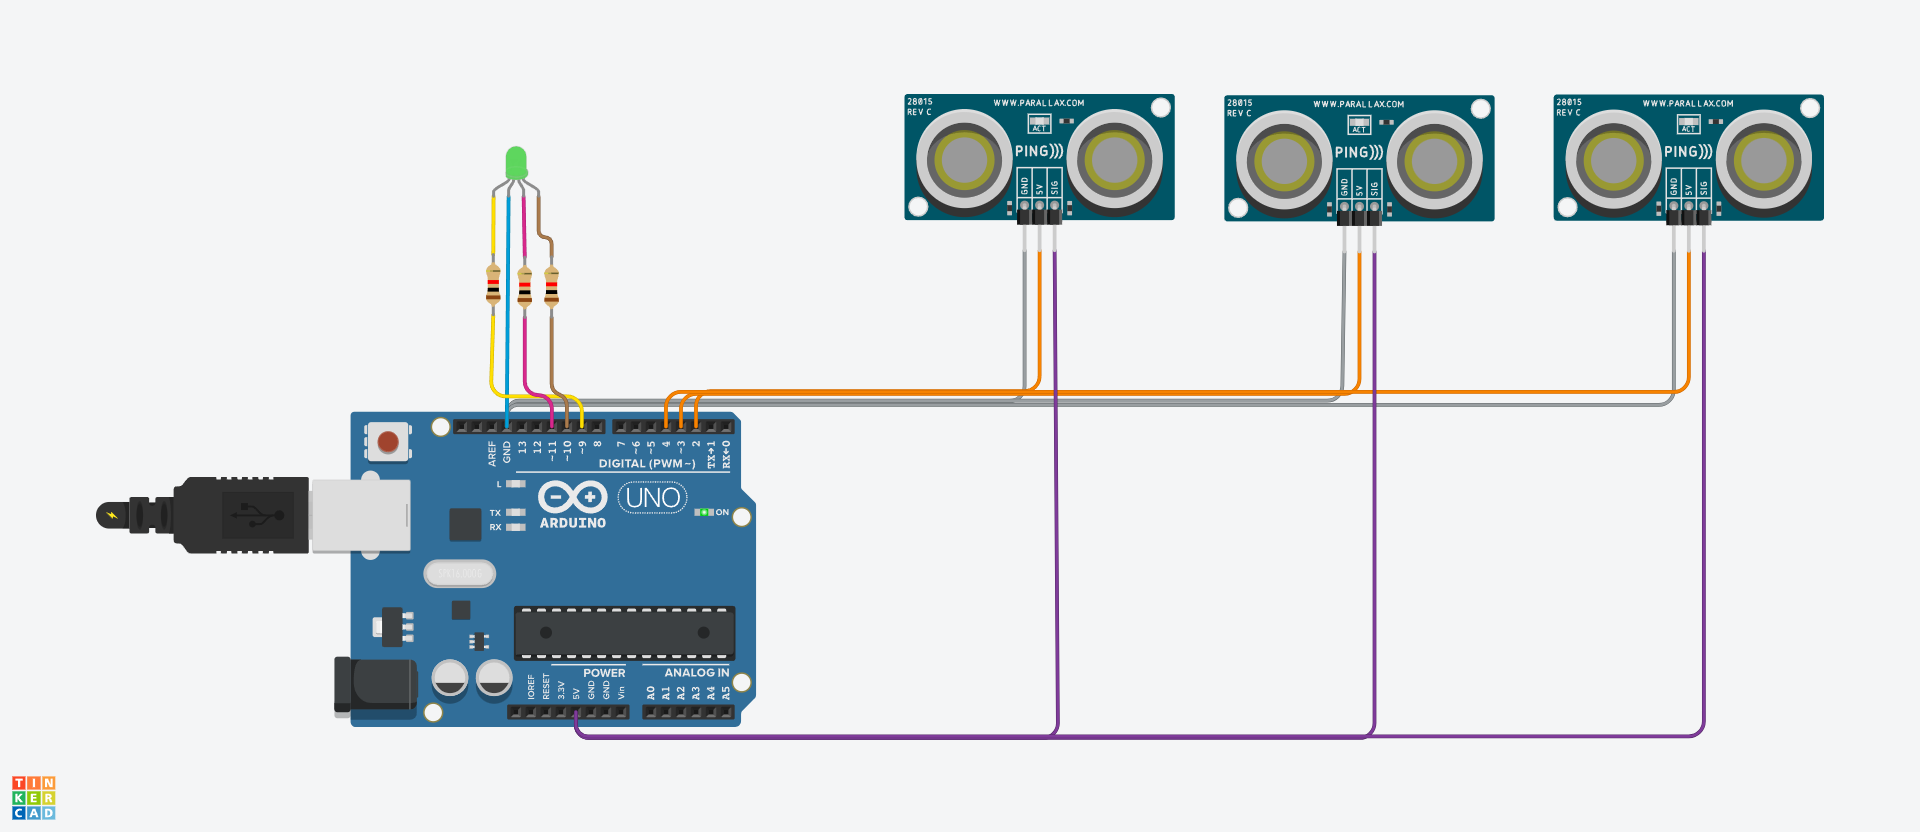 28015
REV C
WWW.PARALLAX.COM
ACT
PING)))
GND
5V
SIG
28015
REV C
WWW.PARALLAX.COM
ACT
PING)))
GND
5V
SIG
28015
REV C
WWW.PARALLAX.COM
ACT
PING)))
GND
5V
SIG
AREF
GND
13
12
~11
~10
~9
8
7
~6
~5
4
~3
2
TX→1
RX←0
DIGITAL (PWM ~)
L
TX
RX
ARDUINO
UNO
ON
POWER
ANALOG IN
IOREF
RESET
3.3V
5V
GND
GND
Vin
A0
A1
A2
A3
A4
A5
TIN
KER
CAD